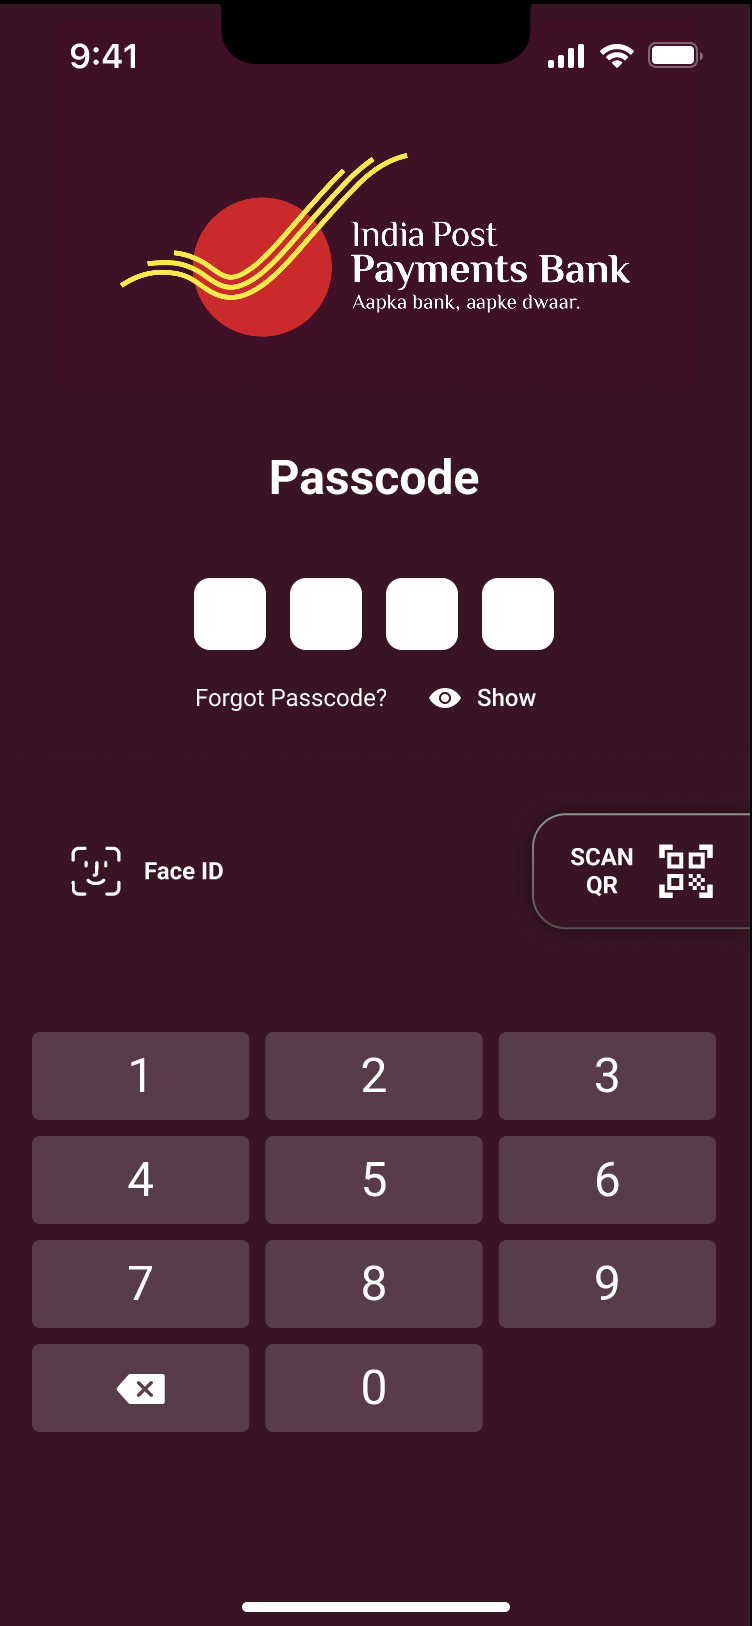 9:41
India Post
Payments Bank
Aapka bank, aapke dwaar.
Passcode
Forgot Passcode? Show
Face ID
SCAN
QR
1 2 3
4 5 6
7 8 9
0